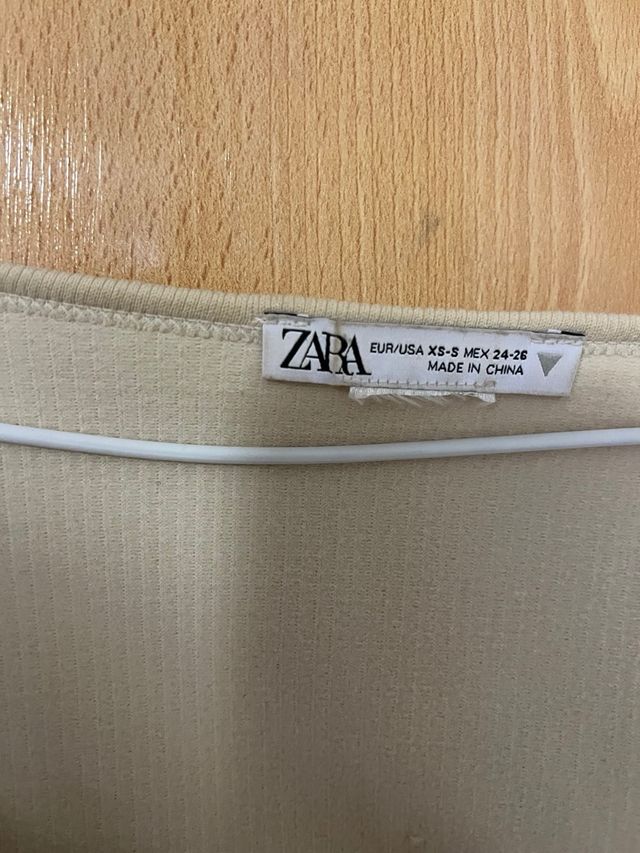 ZARA
EUR/USA XS-S MEX 24-26
MADE IN CHINA